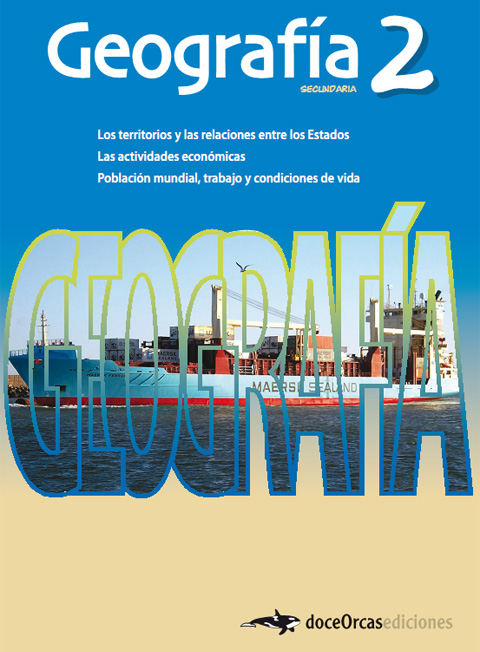 Geografía 2
SECUNDARIA
Los territorios y las relaciones entre los Estados
Las actividades económicas
Población mundial, trabajo y condiciones de vida
GEOGRAFÍA
MAERSK SEALAND
doceOrcasediciones